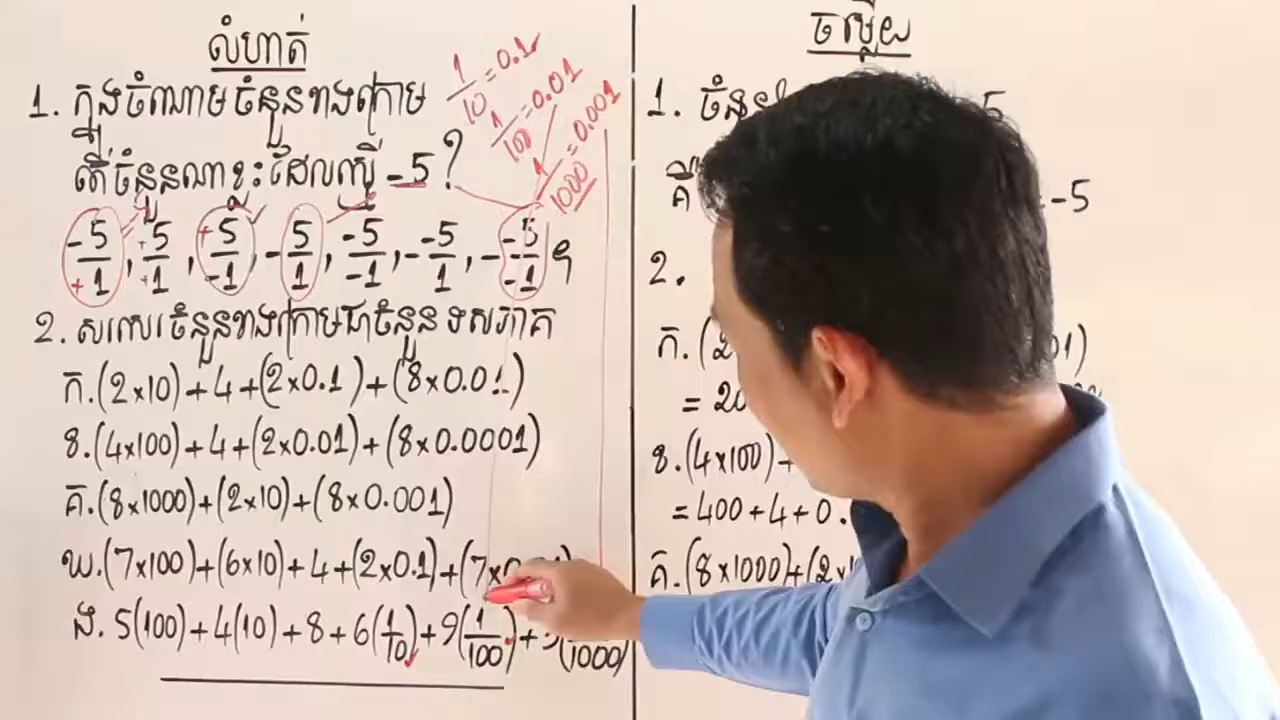 លំហាត់
1. ក្នុងចំណោមចំនួនខាងក្រោម
តើចំនួនណាខ្លះដែលស្មើ -5?
-5/+1, +5/+1, +5/-1, -5/1, -5/-1, --5/1, - -5/-1 ។
1/10 = 0.1
1/100 = 0.01
1/1000 = 0.001
2. សរសេរចំនួនខាងក្រោមជាចំនួនទសភាគ
ក.(2×10)+4+(2×0.1)+(8×0.01)
ខ.(4×100)+4+(2×0.01)+(8×0.0001)
គ.(8×1000)+(2×10)+(8×0.001)
ឃ.(7×100)+(6×10)+4+(2×0.1)+(7×0
ង. 5(100)+4(10)+8+6(1/10)+9(1/100)+ 1000)
ចម្លើយ
1. ចំនួន 5
គឺ -5
2.
ក.(2 01)
= 20
ខ.(4×100)+
=400+4+0.
គ.(8×1000)+(2×1